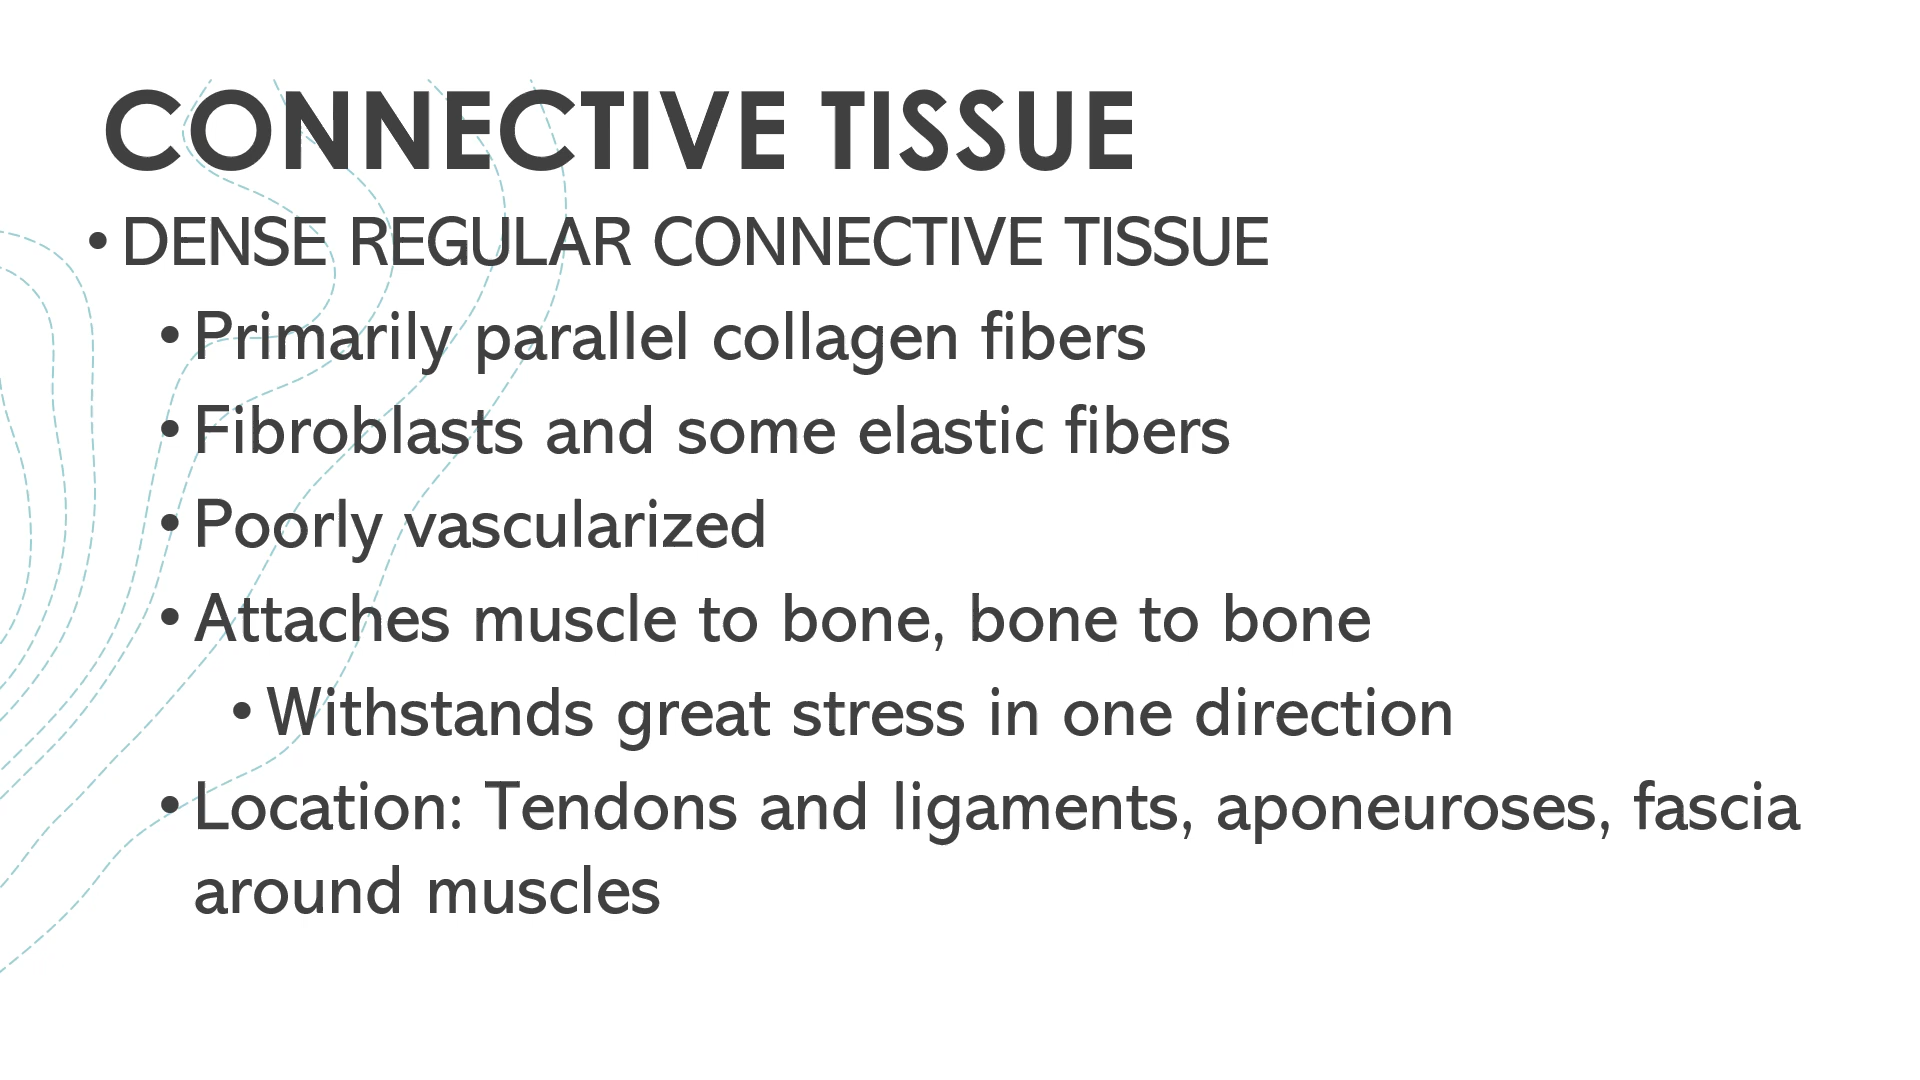 CONNECTIVE TISSUE
• DENSE REGULAR CONNECTIVE TISSUE
• Primarily parallel collagen fibers
• Fibroblasts and some elastic fibers
• Poorly vascularized
• Attaches muscle to bone, bone to bone
• Withstands great stress in one direction
• Location: Tendons and ligaments, aponeuroses, fascia
around muscles